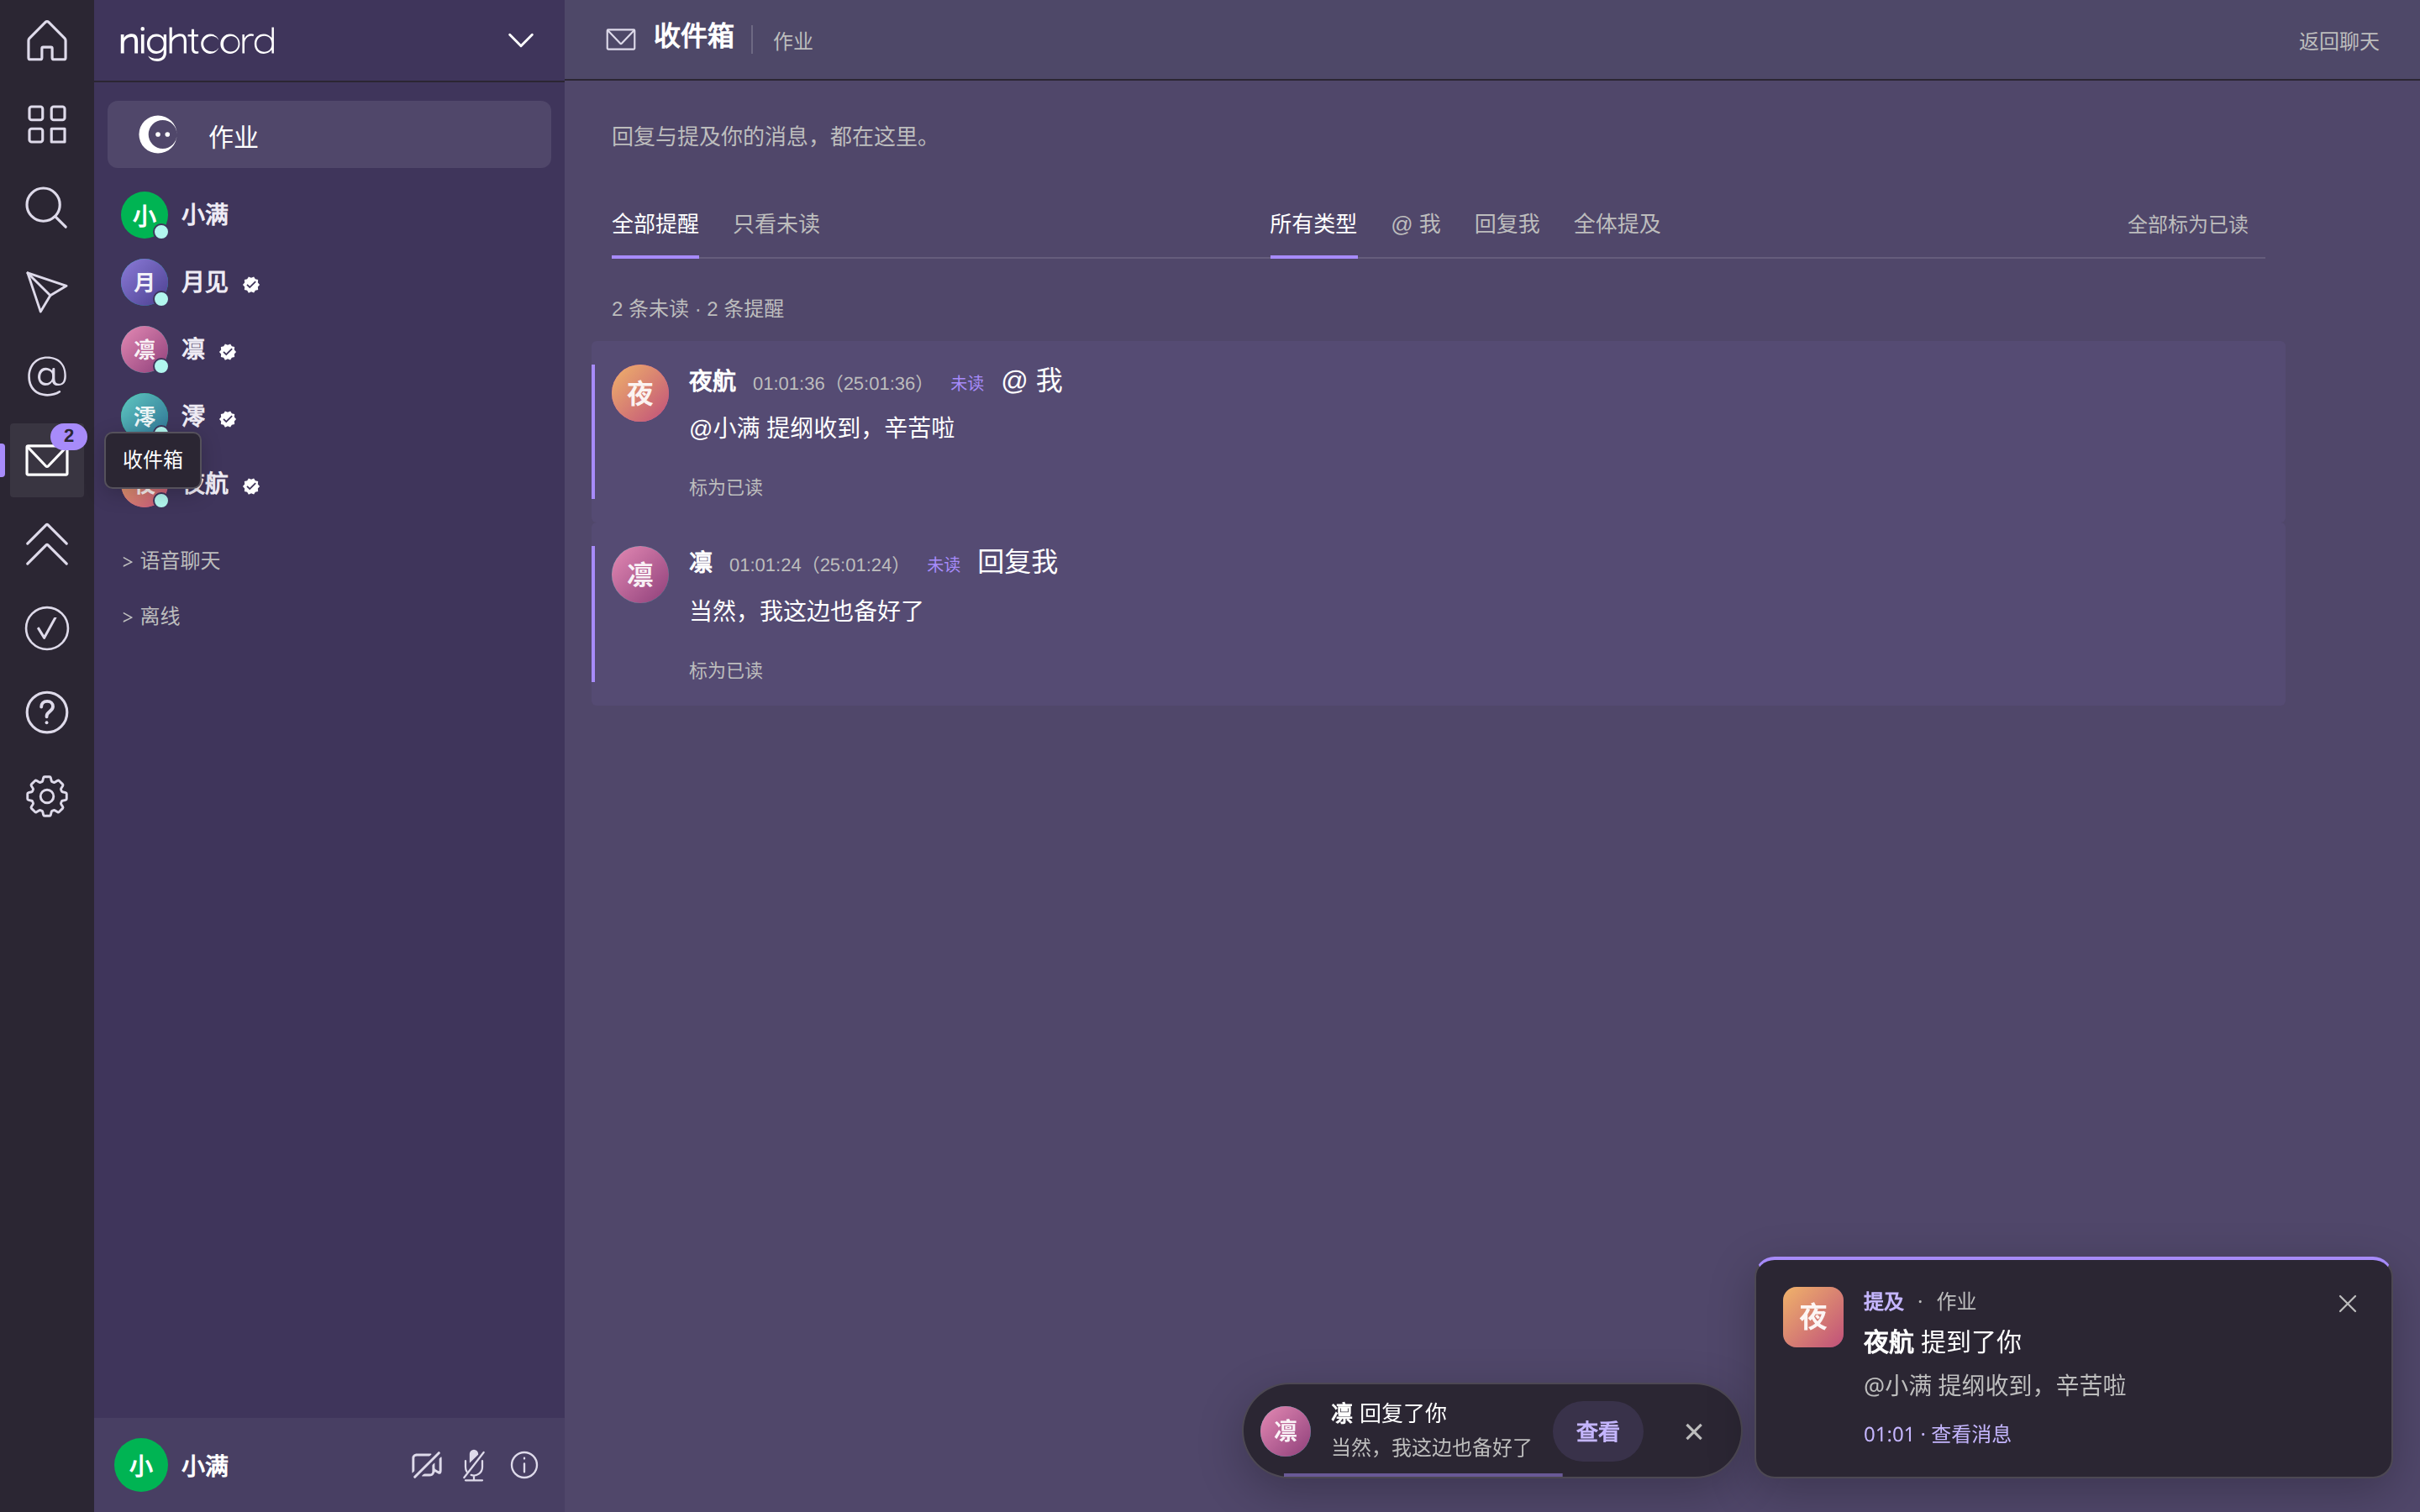 nightcord
作业
小 小满
月 月见
凛 凛
澪 澪
2
收件箱
夜航
> 语音聊天
> 离线
小 小满
收件箱 作业 返回聊天
回复与提及你的消息，都在这里。
全部提醒 只看未读 所有类型 @ 我 回复我 全体提及 全部标为已读
2 条未读 · 2 条提醒
夜 夜航 01:01:36（25:01:36） 未读 @ 我
@小满 提纲收到，辛苦啦
标为已读
凛 凛 01:01:24（25:01:24） 未读 回复我
当然，我这边也备好了
标为已读
凛 凛 回复了你
当然，我这边也备好了
查看
夜 提及 · 作业
夜航 提到了你
@小满 提纲收到，辛苦啦
01:01 · 查看消息